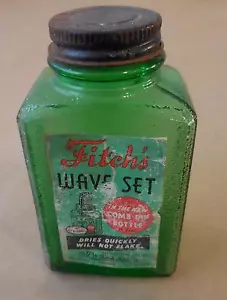 Fitch's
WAVE SET
IN THE NEW
COMB-DIP
BOTTLE
DRIES QUICKLY
WILL NOT FLAKE